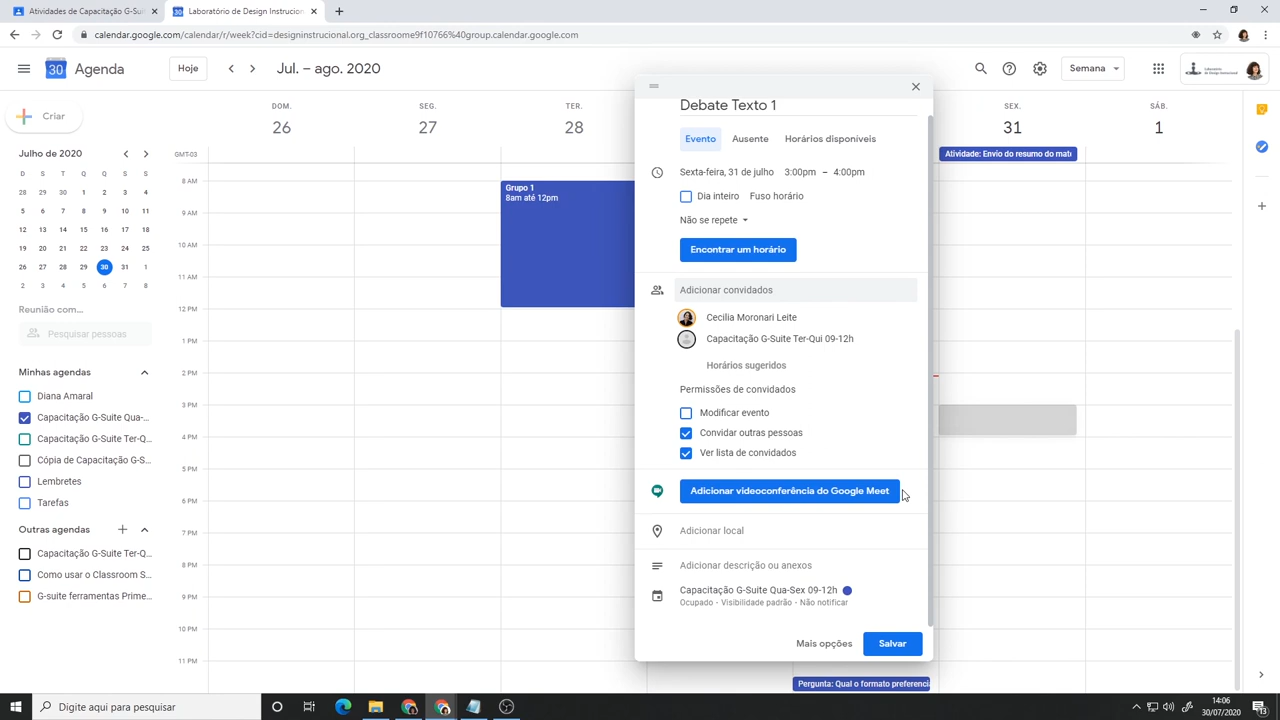 Atividades de Capacitação G-Suit
Laboratório de Design Instrucion
calendar.google.com/calendar/r/week?cid=designinstrucional.org_classroome9f10766%40group.calendar.google.com
30
Agenda
Hoje
Jul. – ago. 2020
Semana
Criar
Julho de 2020
D S T Q Q S S
28 29 30 1 2 3 4
5 6 7 8 9 10 11
12 13 14 15 16 17 18
19 20 21 22 23 24 25
26 27 28 29 30 31 1
2 3 4 5 6 7 8
Reunião com...
Pesquisar pessoas
Minhas agendas
Diana Amaral
Capacitação G-Suite Qua-...
Capacitação G-Suite Ter-Q...
Cópia de Capacitação G-S...
Lembretes
Tarefas
Outras agendas
Capacitação G-Suite Ter-Q...
Como usar o Classroom S...
G-suite ferramentas Prime...
DOM.
26
SEG.
27
TER.
28
SEX.
31
SÁB.
1
GMT-03
8 AM
9 AM
10 AM
11 AM
12 PM
1 PM
2 PM
3 PM
4 PM
5 PM
6 PM
7 PM
8 PM
9 PM
10 PM
11 PM
Grupo 1
8am até 12pm
Atividade: Envio do resumo do mat
Pergunta: Qual o formato preferenci
Debate Texto 1
Evento
Ausente
Horários disponíveis
Sexta-feira, 31 de julho 3:00pm – 4:00pm
Dia inteiro Fuso horário
Não se repete
Encontrar um horário
Adicionar convidados
Cecilia Moronari Leite
Capacitação G-Suite Ter-Qui 09-12h
Horários sugeridos
Permissões de convidados
Modificar evento
Convidar outras pessoas
Ver lista de convidados
Adicionar videoconferência do Google Meet
Adicionar local
Adicionar descrição ou anexos
Capacitação G-Suite Qua-Sex 09-12h
Ocupado - Visibilidade padrão - Não notificar
Mais opções
Salvar
Digite aqui para pesquisar
14:06
30/07/2020